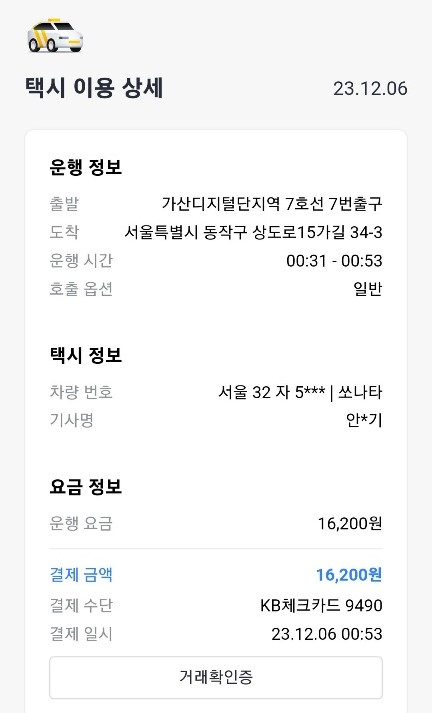 택시 이용 상세 23.12.06
운행 정보
출발 가산디지털단지역 7호선 7번출구
도착 서울특별시 동작구 상도로15가길 34-3
운행 시간 00:31 - 00:53
호출 옵션 일반
택시 정보
차량 번호 서울 32 자 5*** | 쏘나타
기사명 안*기
요금 정보
운행 요금 16,200원
결제 금액 16,200원
결제 수단 KB체크카드 9490
결제 일시 23.12.06 00:53
거래확인증